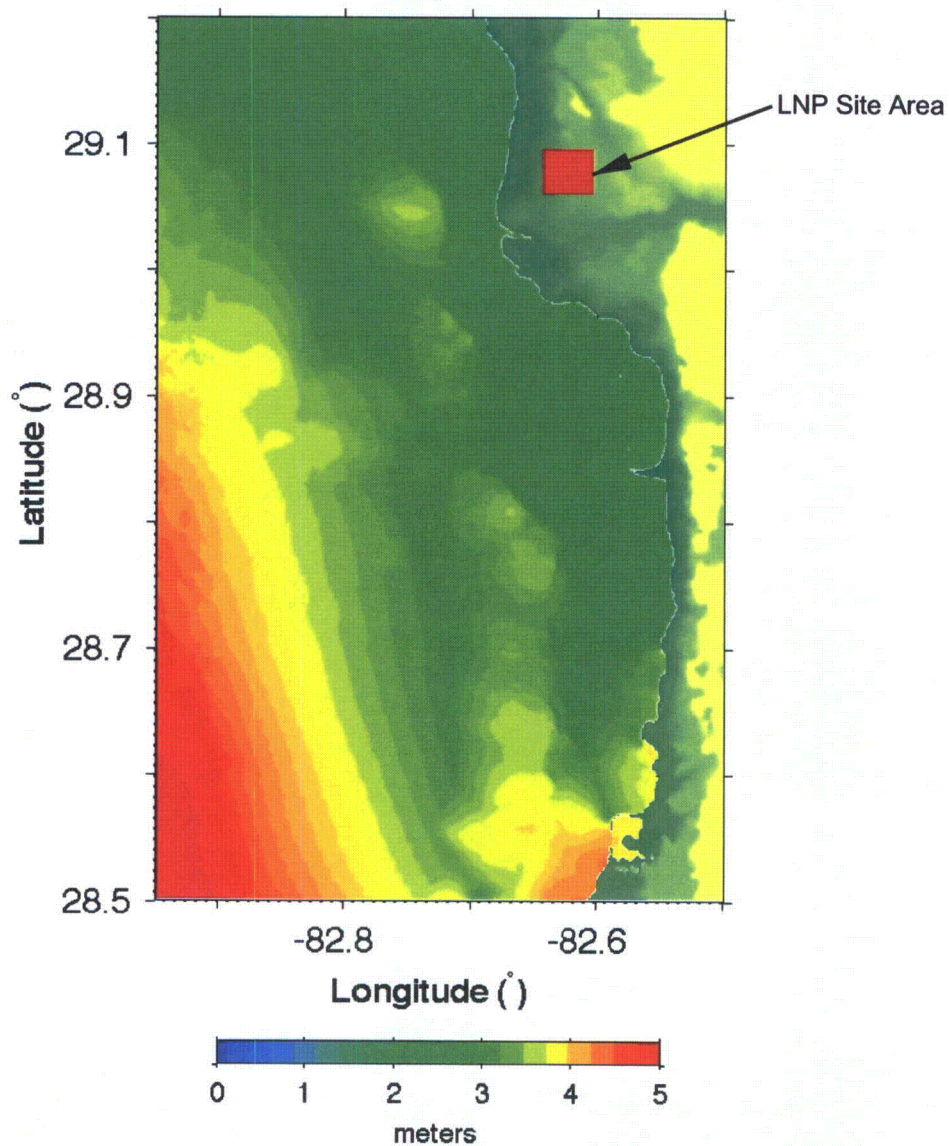 LNP Site Area
29.1
28.9
28.7
28.5
Latitude (°)
-82.8 -82.6
Longitude (°)
0 1 2 3 4 5
meters